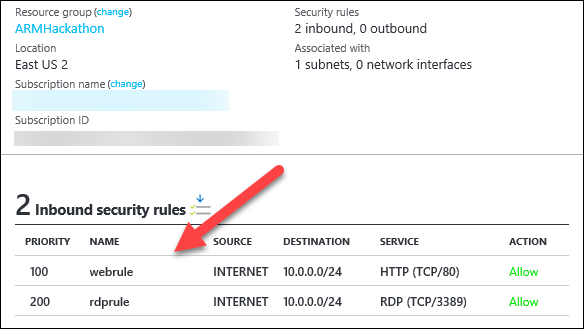 Resource group (change)
ARMHackathon
Location
East US 2
Subscription name (change)
Subscription ID
Security rules
2 inbound, 0 outbound
Associated with
1 subnets, 0 network interfaces
2 Inbound security rules
PRIORITY NAME SOURCE DESTINATION SERVICE ACTION
100 webrule INTERNET 10.0.0.0/24 HTTP (TCP/80) Allow
200 rdprule INTERNET 10.0.0.0/24 RDP (TCP/3389) Allow